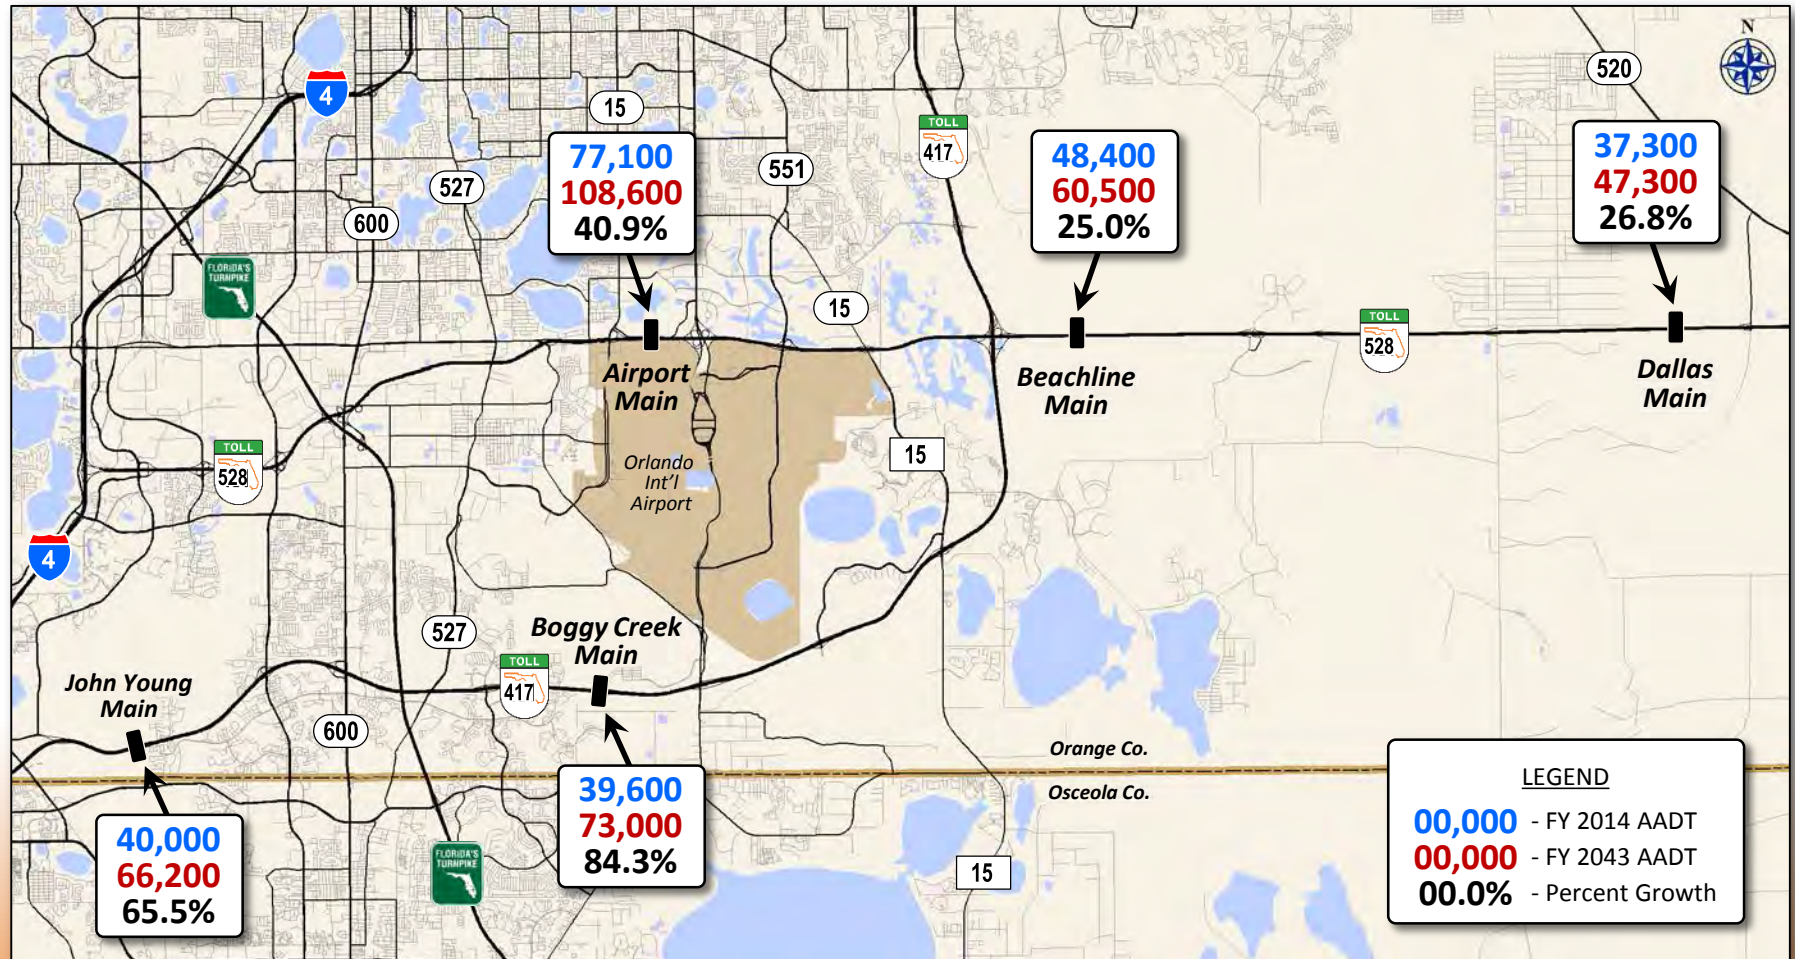 N
4
15
520
TOLL
417
77,100
108,600
40.9%
48,400
60,500
25.0%
37,300
47,300
26.8%
551
527
600
FLORIDA'S
TURNPIKE
15
TOLL
528
Airport
Main
Beachline
Main
Dallas
Main
TOLL
528
15
Orlando
Int'l
Airport
4
527
Boggy Creek
Main
TOLL
417
John Young
Main
600
Orange Co.
Osceola Co.
40,000
66,200
65.5%
39,600
73,000
84.3%
FLORIDA'S
TURNPIKE
15
LEGEND
00,000 - FY 2014 AADT
00,000 - FY 2043 AADT
00.0% - Percent Growth